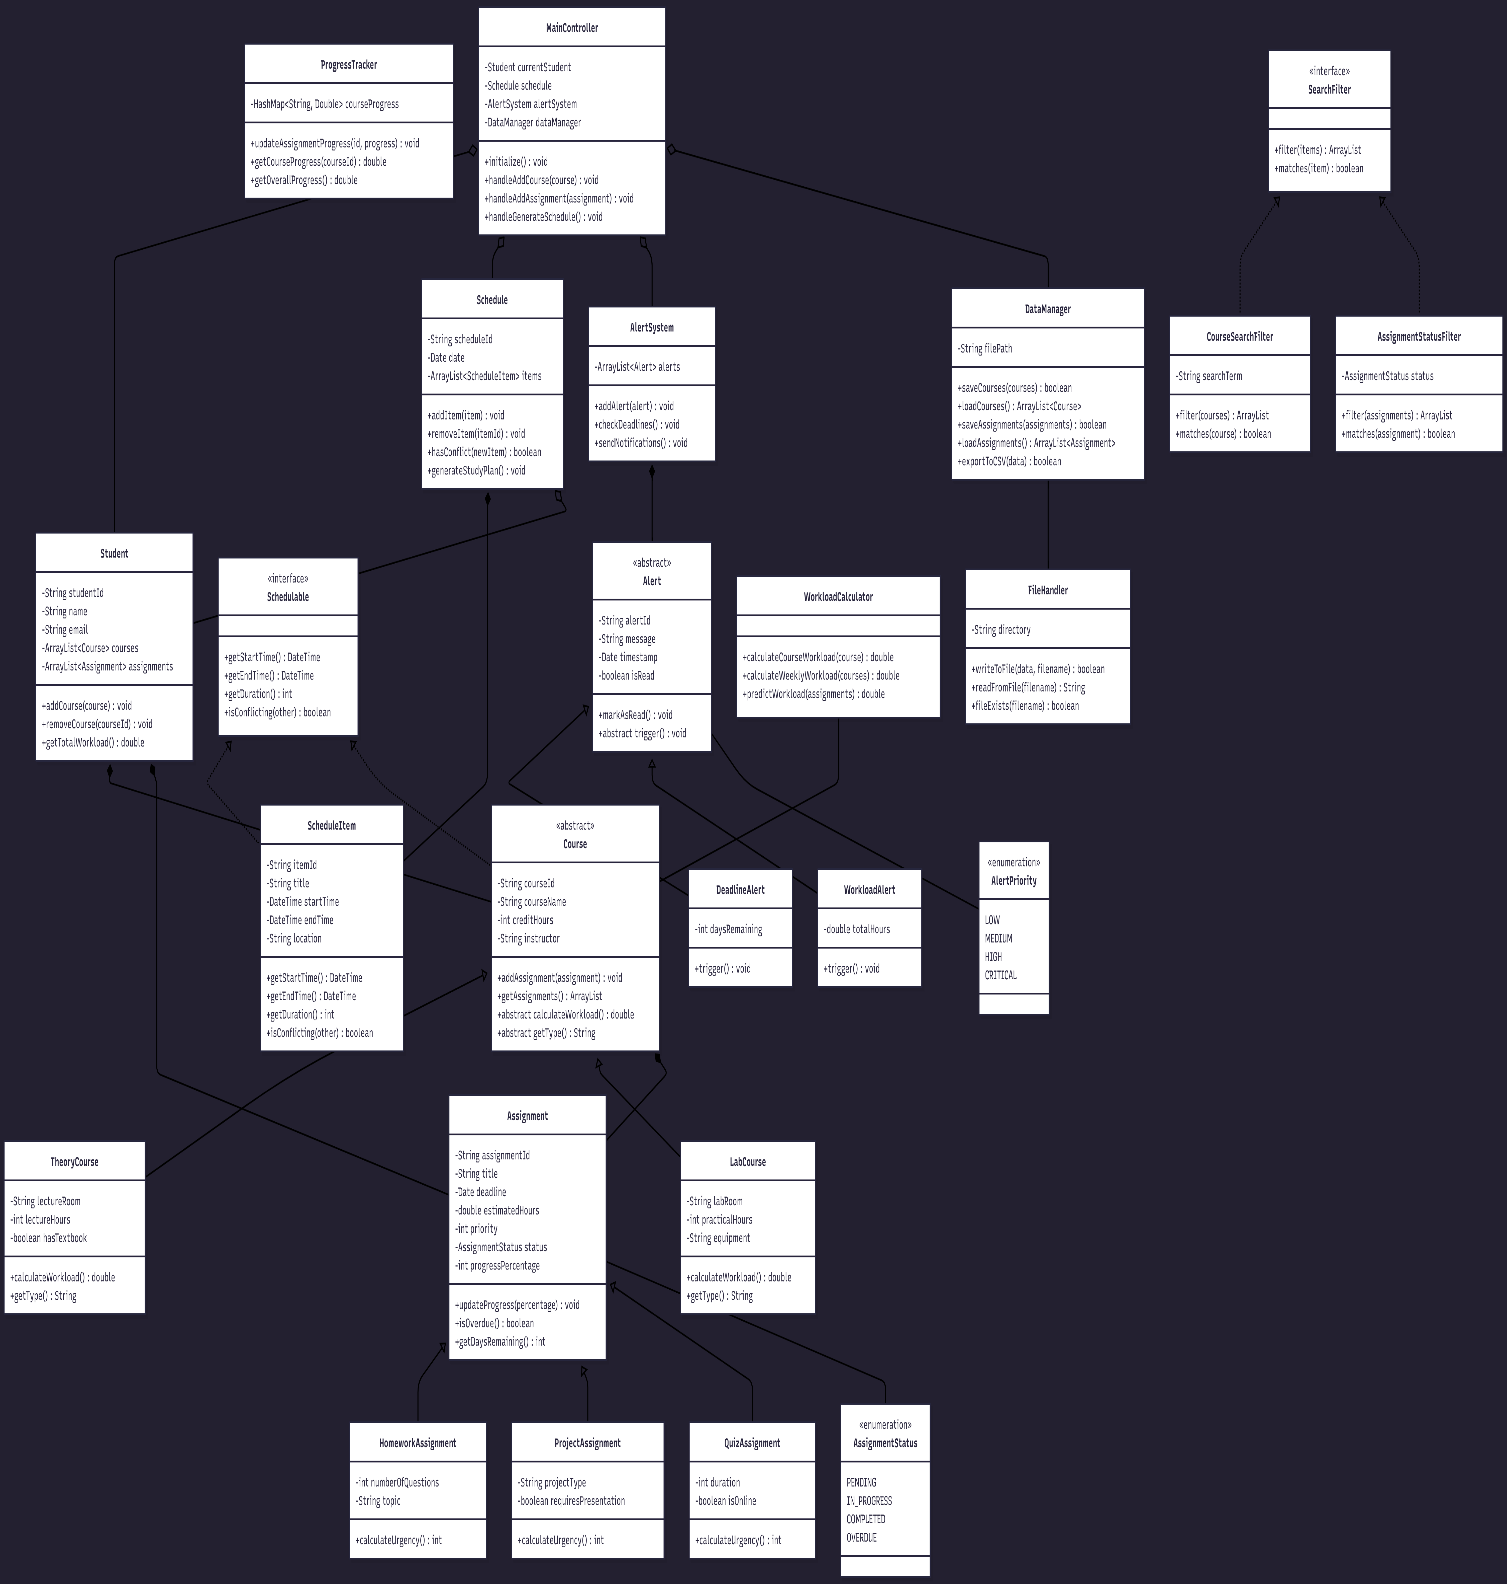 MainController
-Student currentStudent
-Schedule schedule
-AlertSystem alertSystem
-DataManager dataManager
+initialize() : void
+handleAddCourse(course) : void
+handleAddAssignment(assignment) : void
+handleGenerateSchedule() : void
ProgressTracker
-HashMap<String, Double> courseProgress
+updateAssignmentProgress(id, progress) : void
+getCourseProgress(courseId) : double
+getOverallProgress() : double
«interface»
SearchFilter
+filter(items) : ArrayList
+matches(item) : boolean
Schedule
-String scheduleId
-Date date
-ArrayList<ScheduleItem> items
+addItem(item) : void
+removeItem(itemId) : void
+hasConflict(newItem) : boolean
+generateStudyPlan() : void
AlertSystem
-ArrayList<Alert> alerts
+addAlert(alert) : void
+checkDeadlines() : void
+sendNotifications() : void
DataManager
-String filePath
+saveCourses(courses) : boolean
+loadCourses() : ArrayList<Course>
+saveAssignments(assignments) : boolean
+loadAssignments() : ArrayList<Assignment>
+exportToCSV(data) : boolean
CourseSearchFilter
-String searchTerm
+filter(courses) : ArrayList
+matches(course) : boolean
AssignmentStatusFilter
-AssignmentStatus status
+filter(assignments) : ArrayList
+matches(assignment) : boolean
Student
-String studentId
-String name
-String email
-ArrayList<Course> courses
-ArrayList<Assignment> assignments
+addCourse(course) : void
+removeCourse(courseId) : void
+getTotalWorkload() : double
«interface»
Schedulable
+getStartTime() : DateTime
+getEndTime() : DateTime
+getDuration() : int
+isConflicting(other) : boolean
«abstract»
Alert
-String alertId
-String message
-Date timestamp
-boolean isRead
+markAsRead() : void
+abstract trigger() : void
WorkloadCalculator
+calculateCourseWorkload(course) : double
+calculateWeeklyWorkload(courses) : double
+predictWorkload(assignments) : double
FileHandler
-String directory
+writeToFile(data, filename) : boolean
+readFromFile(filename) : String
+fileExists(filename) : boolean
ScheduleItem
-String itemId
-String title
-DateTime startTime
-DateTime endTime
-String location
+getStartTime() : DateTime
+getEndTime() : DateTime
+getDuration() : int
+isConflicting(other) : boolean
«abstract»
Course
-String courseId
-String courseName
-int creditHours
-String instructor
+addAssignment(assignment) : void
+getAssignments() : ArrayList
+abstract calculateWorkload() : double
+abstract getType() : String
DeadlineAlert
-int daysRemaining
+trigger() : void
WorkloadAlert
-double totalHours
+trigger() : void
«enumeration»
AlertPriority
LOW
MEDIUM
HIGH
CRITICAL
TheoryCourse
-String lectureRoom
-int lectureHours
-boolean hasTextbook
+calculateWorkload() : double
+getType() : String
Assignment
-String assignmentId
-String title
-Date deadline
-double estimatedHours
-int priority
-AssignmentStatus status
-int progressPercentage
+updateProgress(percentage) : void
+isOverdue() : boolean
+getDaysRemaining() : int
LabCourse
-String labRoom
-int practicalHours
-String equipment
+calculateWorkload() : double
+getType() : String
HomeworkAssignment
-int numberOfQuestions
-String topic
+calculateUrgency() : int
ProjectAssignment
-String projectType
-boolean requiresPresentation
+calculateUrgency() : int
QuizAssignment
-int duration
-boolean isOnline
+calculateUrgency() : int
«enumeration»
AssignmentStatus
PENDING
IN_PROGRESS
COMPLETED
OVERDUE